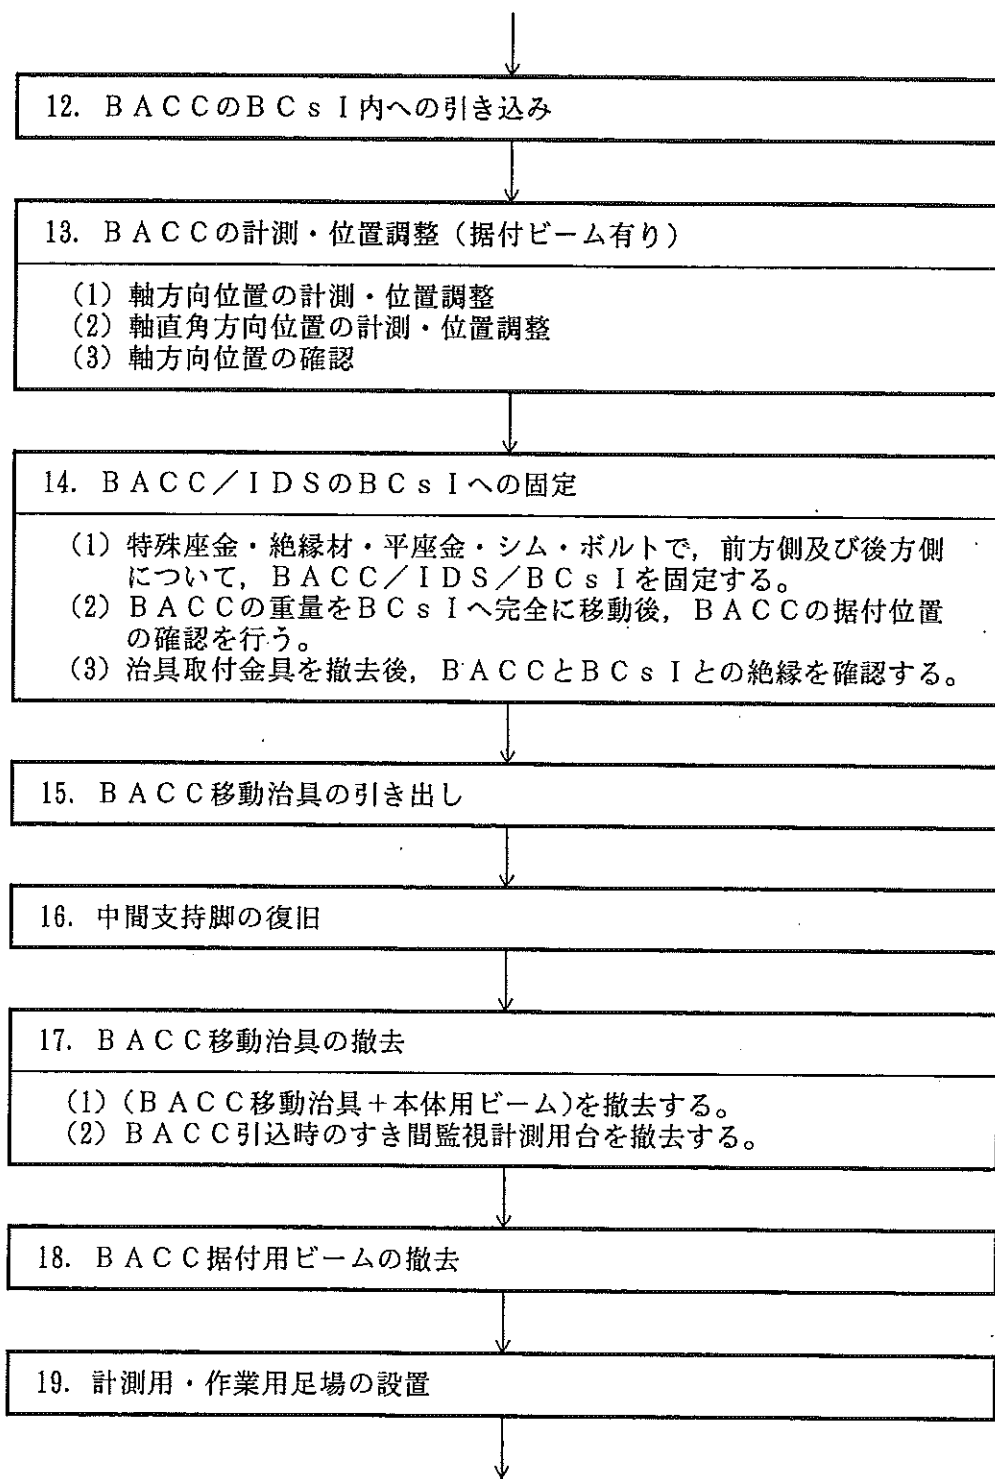 12. BACCのBCsI内への引き込み
13. BACCの計測・位置調整（据付ビーム有り）
(1) 軸方向位置の計測・位置調整
(2) 軸直角方向位置の計測・位置調整
(3) 軸方向位置の確認
14. BACC／IDSのBCsIへの固定
(1) 特殊座金・絶縁材・平座金・シム・ボルトで，前方側及び後方側
について，BACC／IDS／BCsIを固定する。
(2) BACCの重量をBCsIへ完全に移動後，BACCの据付位置
の確認を行う。
(3) 治具取付金具を撤去後，BACCとBCsIとの絶縁を確認する。
15. BACC移動治具の引き出し
16. 中間支持脚の復旧
17. BACC移動治具の撤去
(1) (BACC移動治具＋本体用ビーム)を撤去する。
(2) BACC引込時のすき間監視計測用台を撤去する。
18. BACC据付用ビームの撤去
19. 計測用・作業用足場の設置